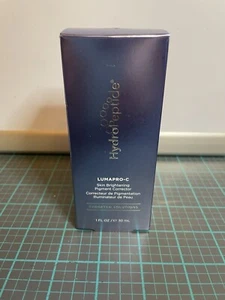 HydroPeptide®
LUMAPRO-C
Skin Brightening
Pigment Corrector
Correcteur de Pigmentation
Illuminateur de Peau
1 FL OZ / 30 ML